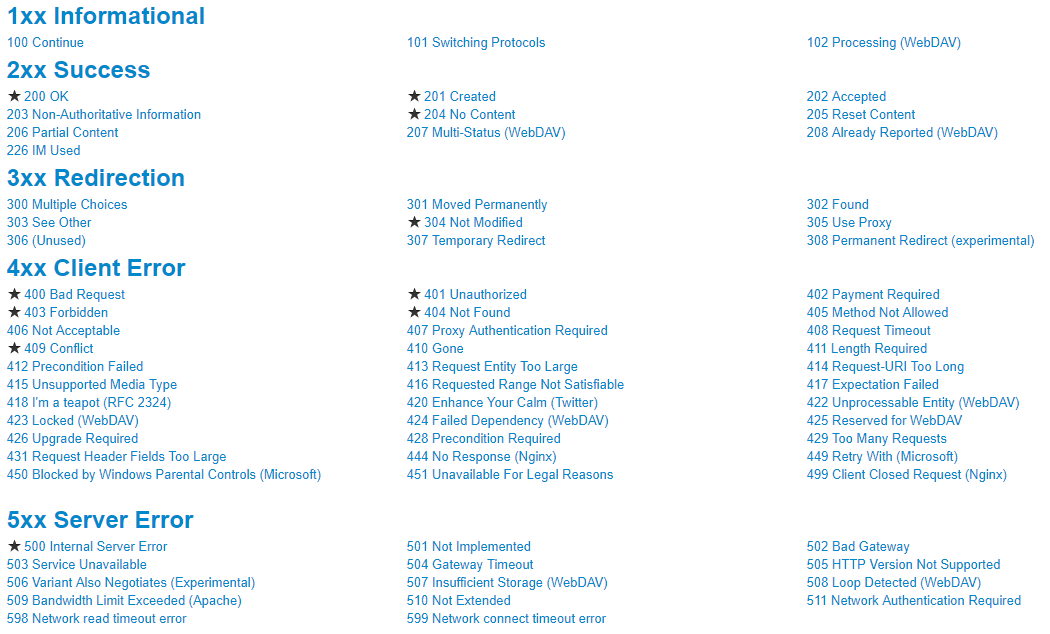 1xx Informational
100 Continue 101 Switching Protocols 102 Processing (WebDAV)
2xx Success
★ 200 OK ★ 201 Created 202 Accepted
203 Non-Authoritative Information ★ 204 No Content 205 Reset Content
206 Partial Content 207 Multi-Status (WebDAV) 208 Already Reported (WebDAV)
226 IM Used
3xx Redirection
300 Multiple Choices 301 Moved Permanently 302 Found
303 See Other ★ 304 Not Modified 305 Use Proxy
306 (Unused) 307 Temporary Redirect 308 Permanent Redirect (experimental)
4xx Client Error
★ 400 Bad Request ★ 401 Unauthorized 402 Payment Required
★ 403 Forbidden ★ 404 Not Found 405 Method Not Allowed
406 Not Acceptable 407 Proxy Authentication Required 408 Request Timeout
★ 409 Conflict 410 Gone 411 Length Required
412 Precondition Failed 413 Request Entity Too Large 414 Request-URI Too Long
415 Unsupported Media Type 416 Requested Range Not Satisfiable 417 Expectation Failed
418 I'm a teapot (RFC 2324) 420 Enhance Your Calm (Twitter) 422 Unprocessable Entity (WebDAV)
423 Locked (WebDAV) 424 Failed Dependency (WebDAV) 425 Reserved for WebDAV
426 Upgrade Required 428 Precondition Required 429 Too Many Requests
431 Request Header Fields Too Large 444 No Response (Nginx) 449 Retry With (Microsoft)
450 Blocked by Windows Parental Controls (Microsoft) 451 Unavailable For Legal Reasons 499 Client Closed Request (Nginx)
5xx Server Error
★ 500 Internal Server Error 501 Not Implemented 502 Bad Gateway
503 Service Unavailable 504 Gateway Timeout 505 HTTP Version Not Supported
506 Variant Also Negotiates (Experimental) 507 Insufficient Storage (WebDAV) 508 Loop Detected (WebDAV)
509 Bandwidth Limit Exceeded (Apache) 510 Not Extended 511 Network Authentication Required
598 Network read timeout error 599 Network connect timeout error